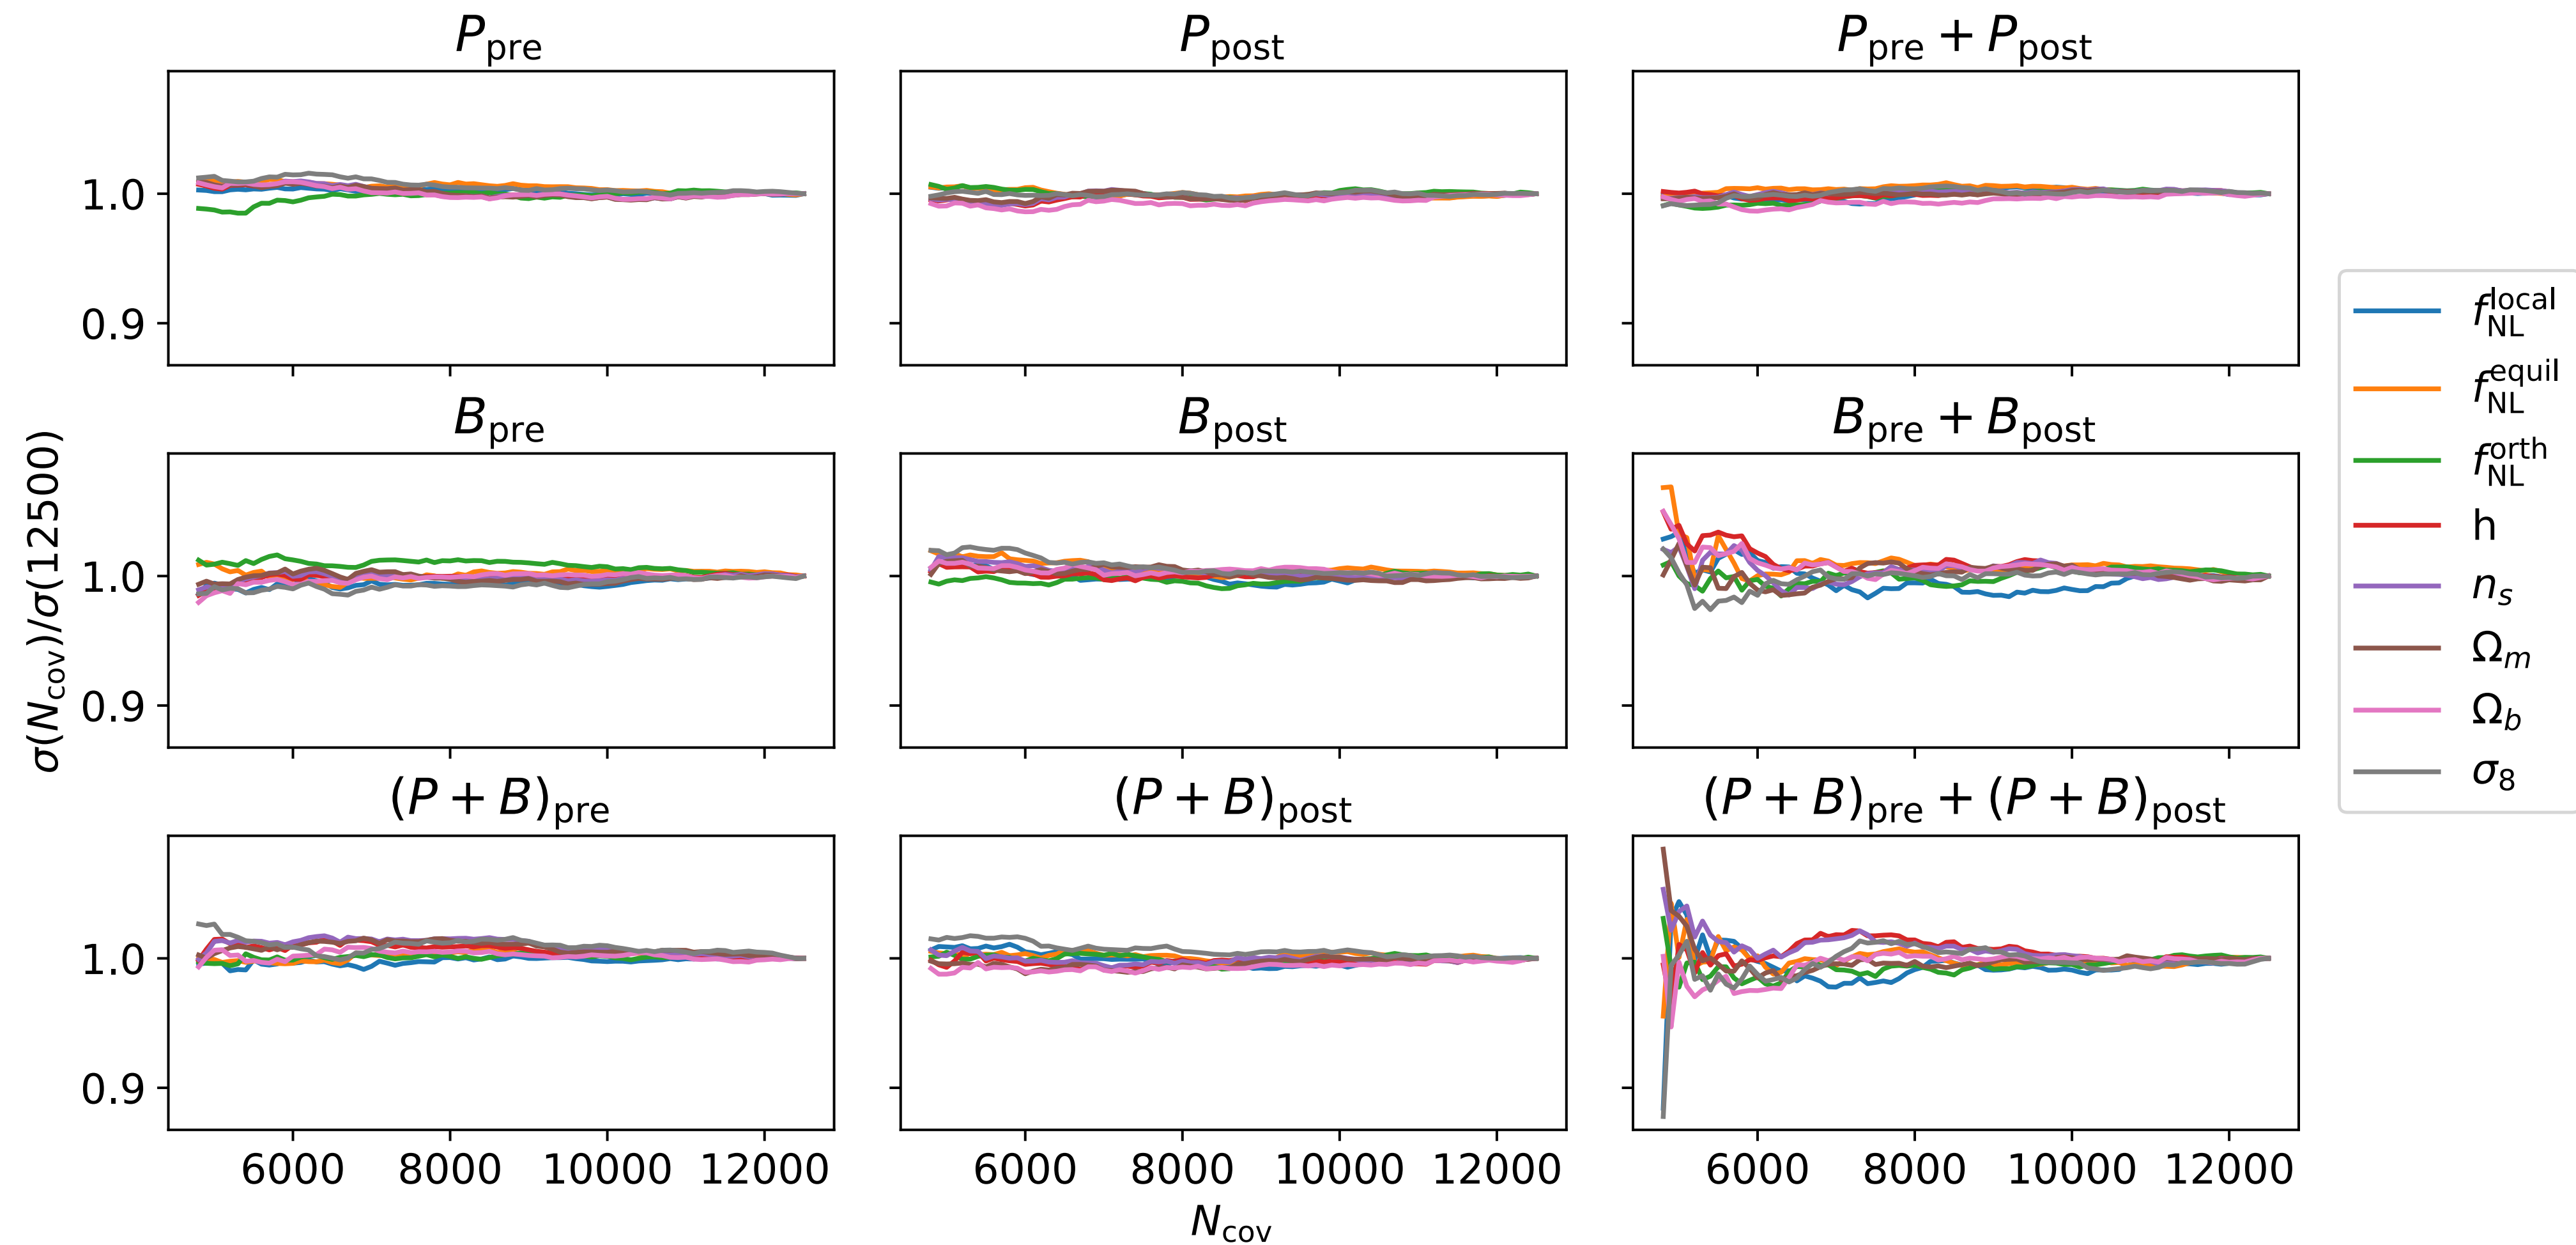 P_pre
P_post
P_pre + P_post
1.0
0.9
B_pre
B_post
B_pre + B_post
1.0
0.9
(P + B)_pre
(P + B)_post
(P + B)_pre + (P + B)_post
1.0
0.9
6000 8000 10000 12000
6000 8000 10000 12000
6000 8000 10000 12000
σ(N_cov)/σ(12500)
N_cov
f_NL^local
f_NL^equil
f_NL^orth
h
n_s
Ω_m
Ω_b
σ_8